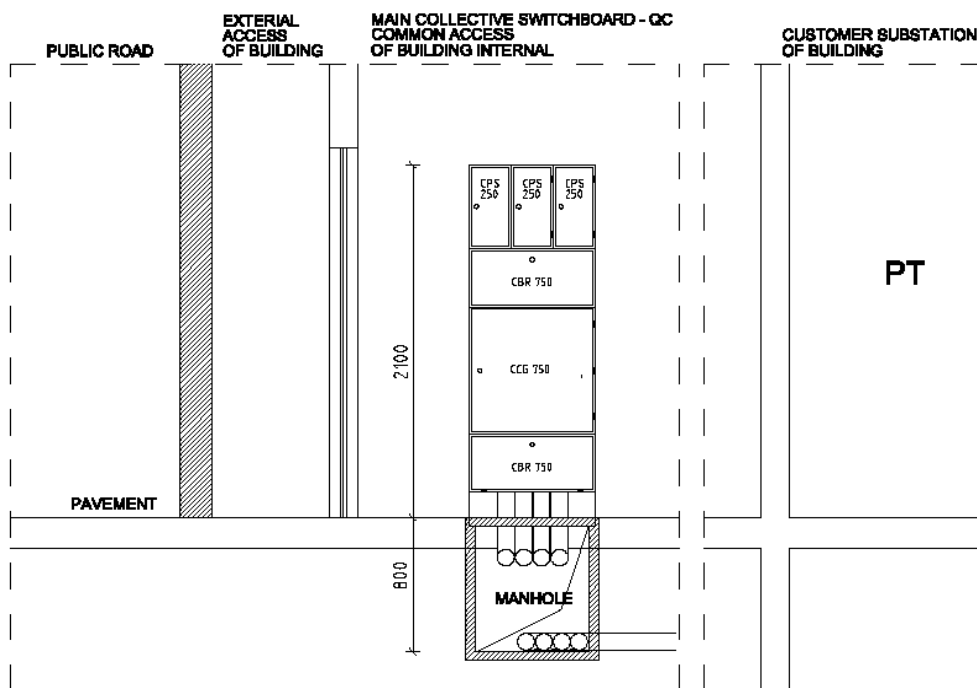 PUBLIC ROAD
EXTERIAL
ACCESS
OF BUILDING
MAIN COLLECTIVE SWITCHBOARD - QC
COMMON ACCESS
OF BUILDING INTERNAL
CUSTOMER SUBSTATION
OF BUILDING
CPS
250
CPS
250
CPS
250
CBR 750
PT
2100
CCG 750
CBR 750
PAVEMENT
800
MANHOLE